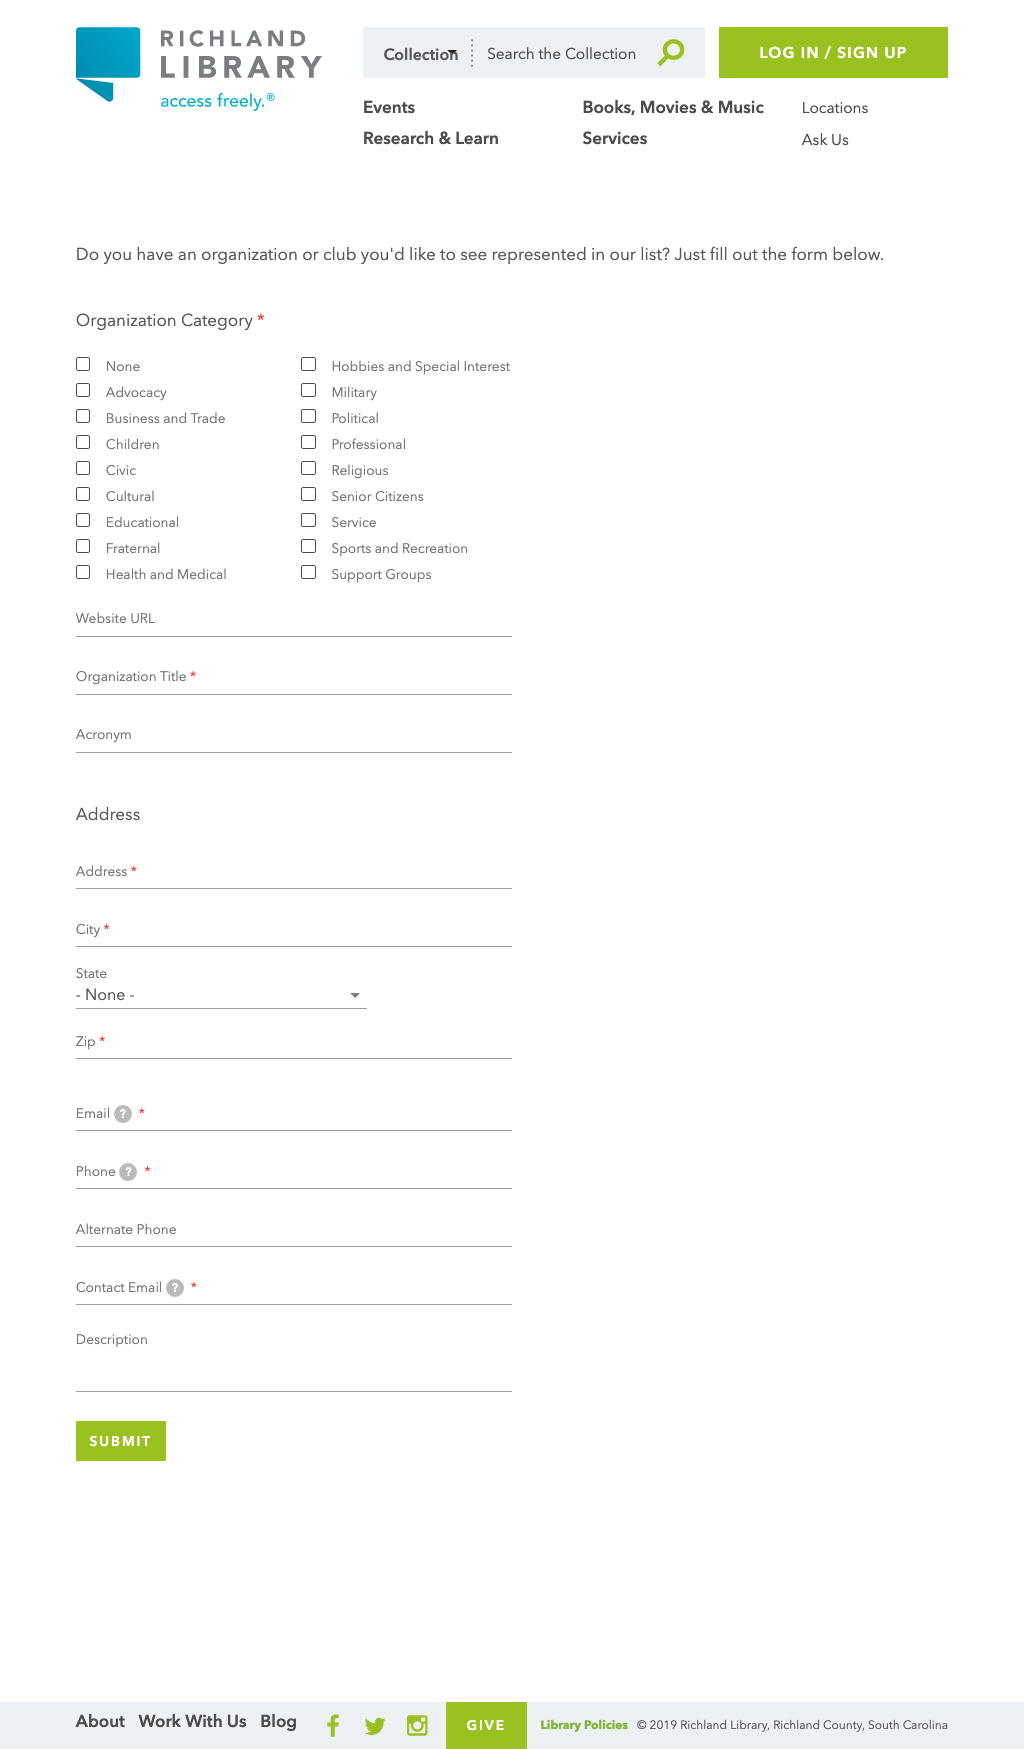 RICHLAND
LIBRARY
access freely.®
Collection
Search the Collection
LOG IN / SIGN UP
Events
Books, Movies & Music
Locations
Research & Learn
Services
Ask Us
Do you have an organization or club you'd like to see represented in our list? Just fill out the form below.
Organization Category *
None
Advocacy
Business and Trade
Children
Civic
Cultural
Educational
Fraternal
Health and Medical
Hobbies and Special Interest
Military
Political
Professional
Religious
Senior Citizens
Service
Sports and Recreation
Support Groups
Website URL
Organization Title *
Acronym
Address
Address *
City *
State
- None -
Zip *
Email ? *
Phone ? *
Alternate Phone
Contact Email ? *
Description
SUBMIT
About Work With Us Blog
GIVE
Library Policies © 2019 Richland Library, Richland County, South Carolina